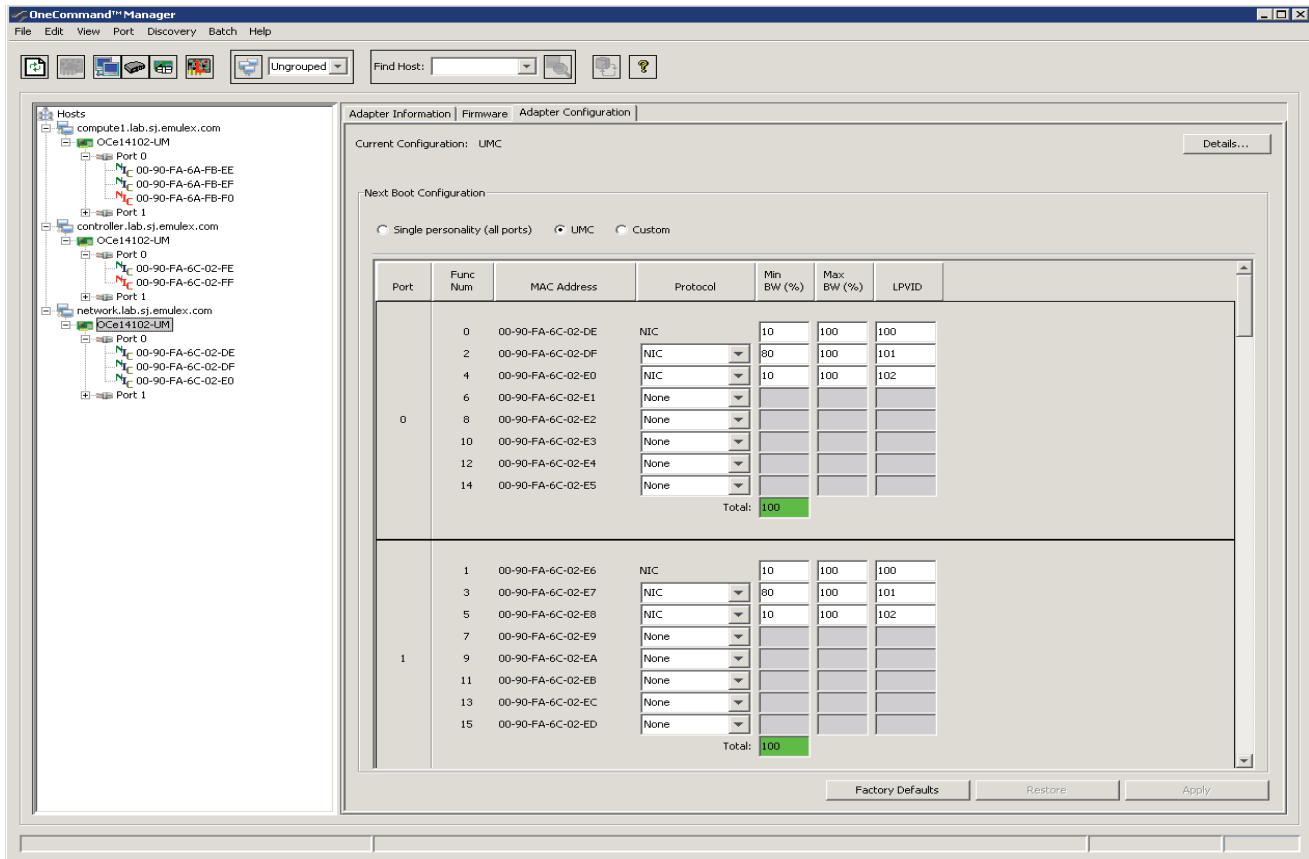 OneCommand™ Manager
File Edit View Port Discovery Batch Help
Ungrouped
Find Host:
Hosts
compute1.lab.sj.emulex.com
OCe14102-UM
Port 0
NIC 00-90-FA-6A-FB-EE
NIC 00-90-FA-6A-FB-EF
NIC 00-90-FA-6A-FB-F0
Port 1
controller.lab.sj.emulex.com
OCe14102-UM
Port 0
NIC 00-90-FA-6C-02-FE
NIC 00-90-FA-6C-02-FF
Port 1
network.lab.sj.emulex.com
OCe14102-UM
Port 0
NIC 00-90-FA-6C-02-DE
NIC 00-90-FA-6C-02-DF
NIC 00-90-FA-6C-02-E0
Port 1
Adapter Information Firmware Adapter Configuration
Current Configuration: UMC
Details...
Next Boot Configuration
Single personality (all ports) UMC Custom
Port Func Num MAC Address Protocol Min BW (%) Max BW (%) LPVID
0 00-90-FA-6C-02-DE NIC 10 100 100
2 00-90-FA-6C-02-DF NIC 80 100 101
4 00-90-FA-6C-02-E0 NIC 10 100 102
6 00-90-FA-6C-02-E1 None
0 8 00-90-FA-6C-02-E2 None
10 00-90-FA-6C-02-E3 None
12 00-90-FA-6C-02-E4 None
14 00-90-FA-6C-02-E5 None
Total: 100
1 00-90-FA-6C-02-E6 NIC 10 100 100
3 00-90-FA-6C-02-E7 NIC 80 100 101
5 00-90-FA-6C-02-E8 NIC 10 100 102
7 00-90-FA-6C-02-E9 None
1 9 00-90-FA-6C-02-EA None
11 00-90-FA-6C-02-EB None
13 00-90-FA-6C-02-EC None
15 00-90-FA-6C-02-ED None
Total: 100
Factory Defaults Restore Apply